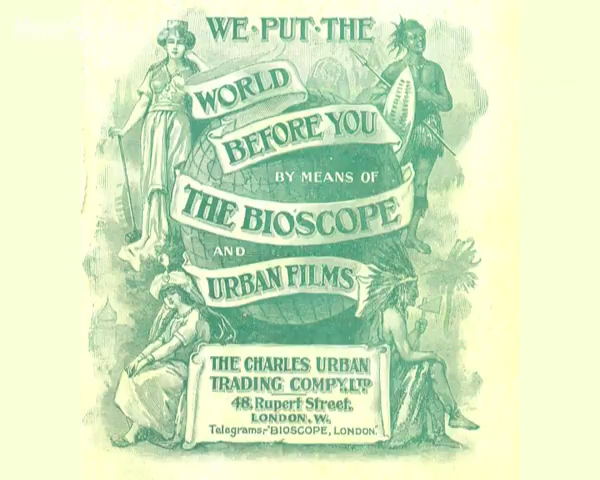 WE·PUT·THE
WORLD
BEFORE YOU
BY MEANS OF
THE BIOSCOPE
AND
URBAN FILMS
THE CHARLES URBAN
TRADING COMPY. LTD
48, Rupert Street,
LONDON, W.
Telegrams:- "BIOSCOPE, LONDON."